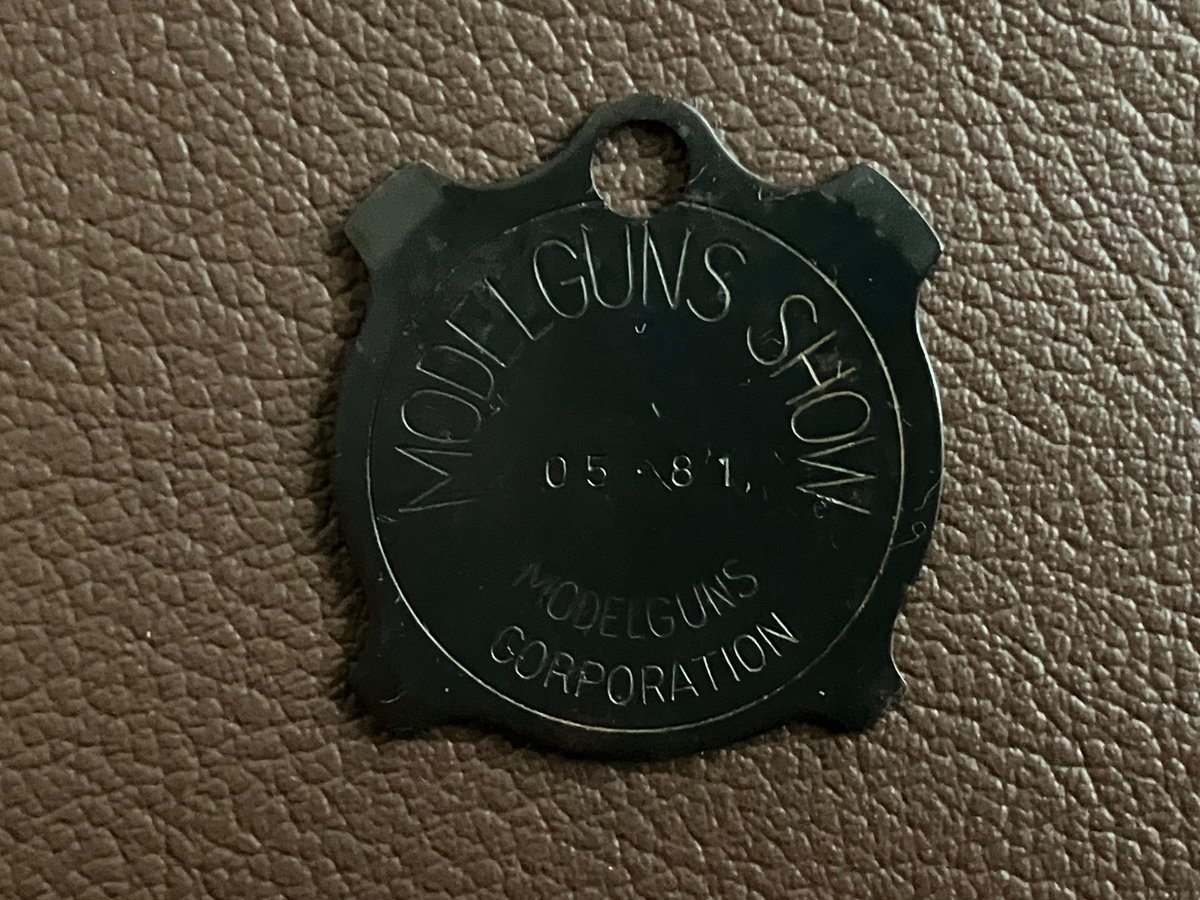 MODELGUNS SHOW
05 81
MODELGUNS
CORPORATION